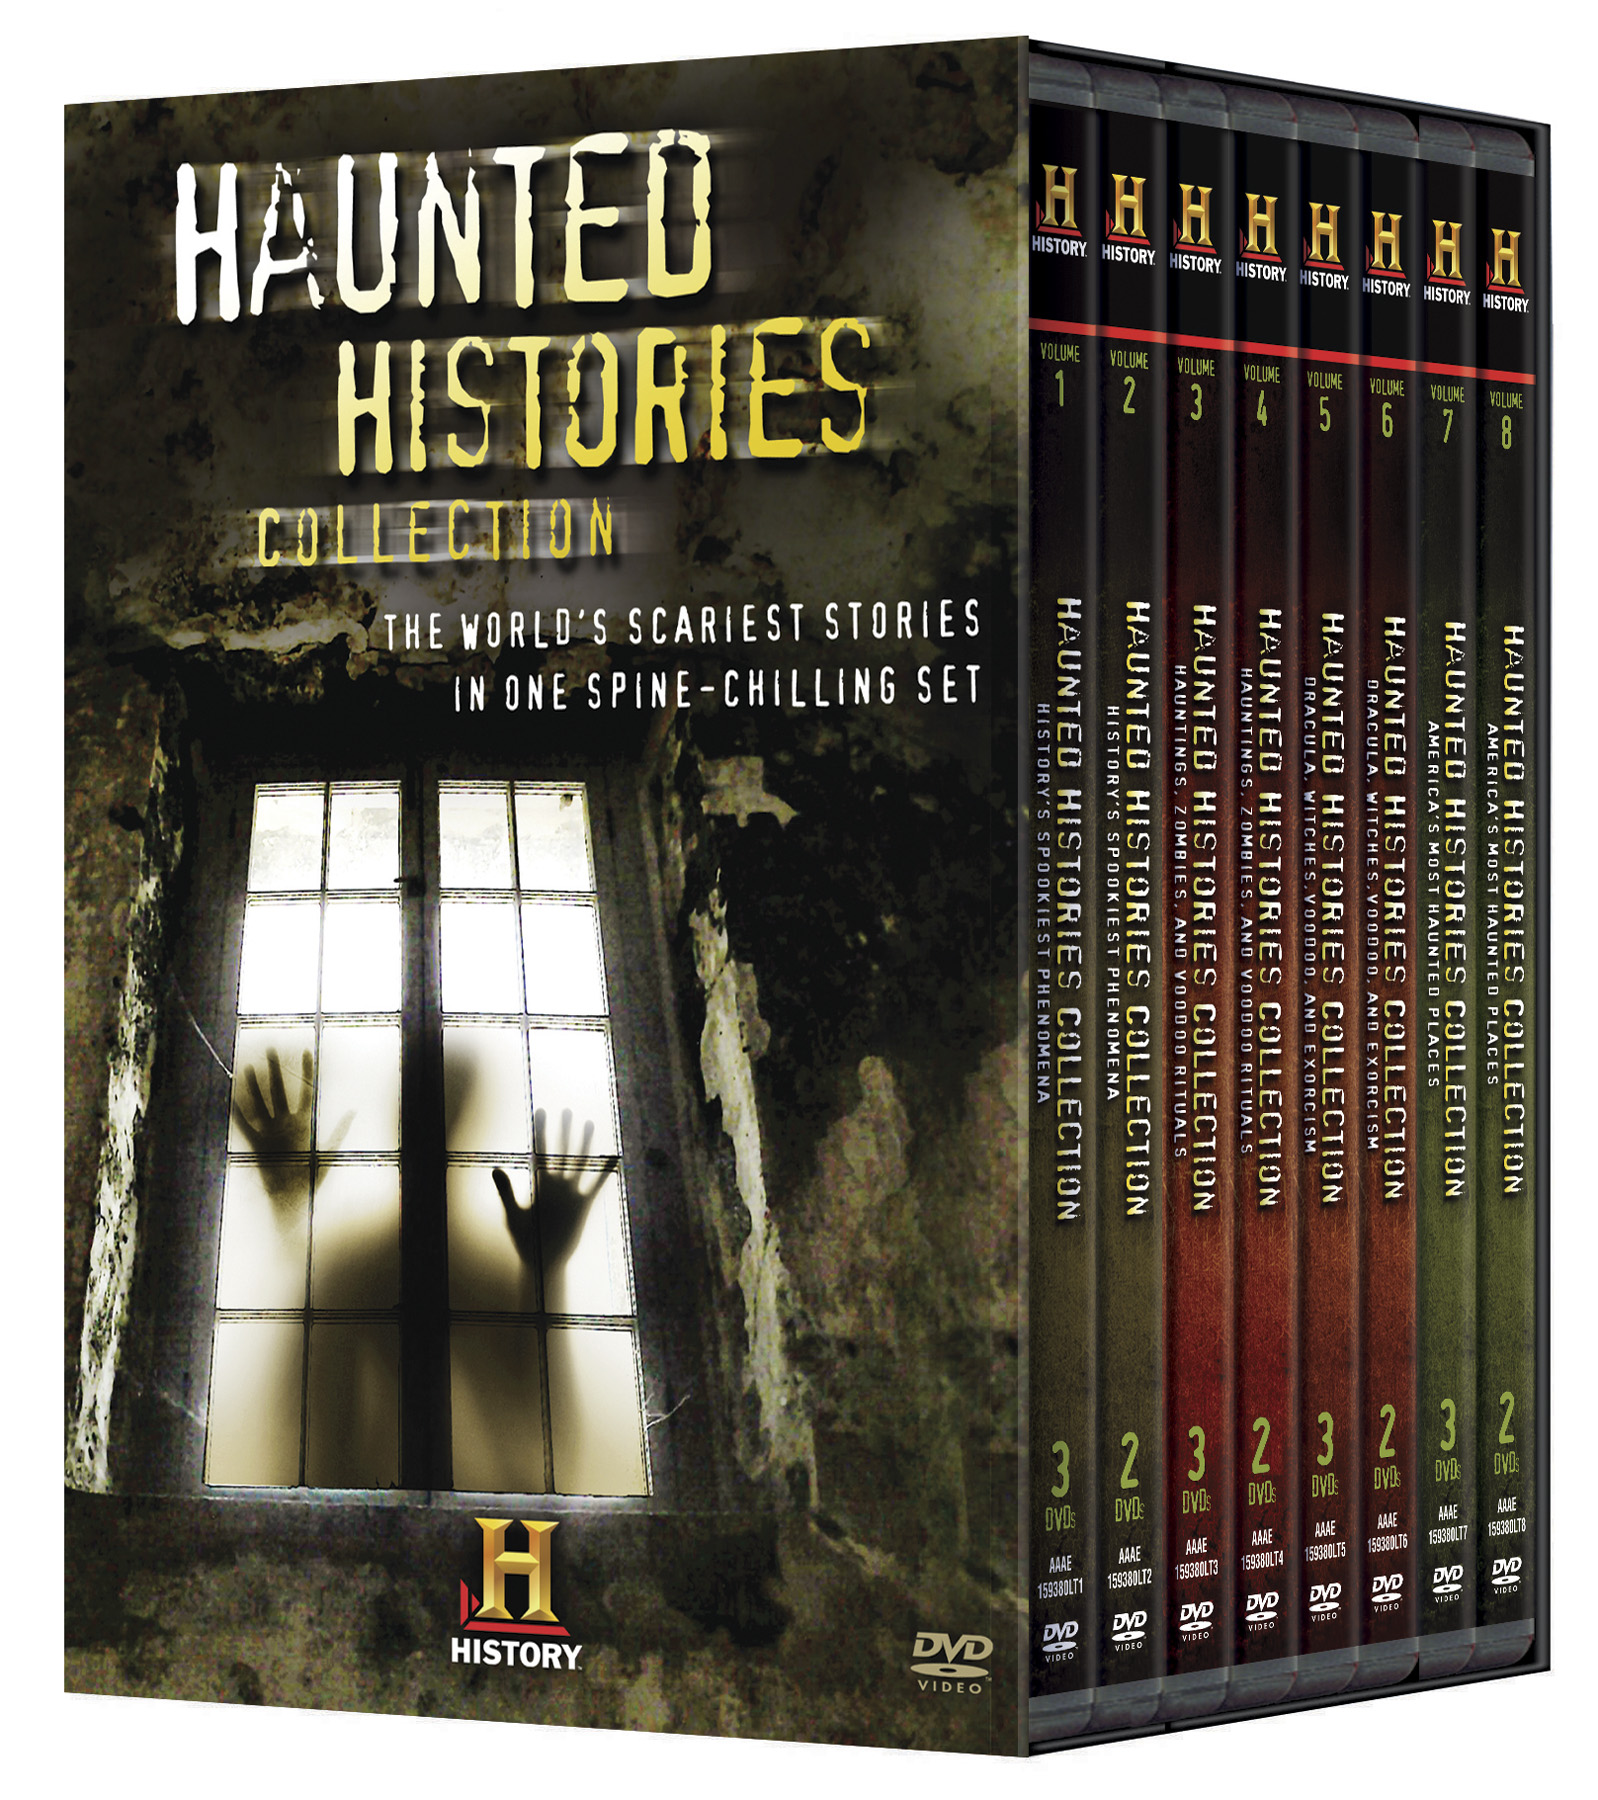 HAUNTED
HISTORIES
COLLECTION
THE WORLD'S SCARIEST STORIES
IN ONE SPINE-CHILLING SET
H
HISTORY™
DVD
VIDEO™
H
HISTORY
VOLUME
1
HAUNTED HISTORIES COLLECTION
HISTORY'S SPOOKIEST PHENOMENA
3
DVDs
AAAE
159380LT1
DVD
VIDEO
H
HISTORY
VOLUME
2
HAUNTED HISTORIES COLLECTION
HISTORY'S SPOOKIEST PHENOMENA
2
DVDs
AAAE
159380LT2
DVD
VIDEO
H
HISTORY
VOLUME
3
HAUNTED HISTORIES COLLECTION
HAUNTINGS, ZOMBIES, AND VOODOO RITUALS
3
DVDs
AAAE
159380LT3
DVD
VIDEO
H
HISTORY
VOLUME
4
HAUNTED HISTORIES COLLECTION
HAUNTINGS, ZOMBIES, AND VOODOO RITUALS
2
DVDs
AAAE
159380LT4
DVD
VIDEO
H
HISTORY
VOLUME
5
HAUNTED HISTORIES COLLECTION
DRACULA, WITCHES, VOODOO, AND EXORCISM
3
DVDs
AAAE
159380LT5
DVD
VIDEO
H
HISTORY
VOLUME
6
HAUNTED HISTORIES COLLECTION
DRACULA, WITCHES, VOODOO, AND EXORCISM
2
DVDs
AAAE
159380LT6
DVD
VIDEO
H
HISTORY
VOLUME
7
HAUNTED HISTORIES COLLECTION
AMERICA'S MOST HAUNTED PLACES
3
DVDs
AAAE
159380LT7
DVD
VIDEO
H
HISTORY
VOLUME
8
HAUNTED HISTORIES COLLECTION
AMERICA'S MOST HAUNTED PLACES
2
DVDs
AAAE
159380LT8
DVD
VIDEO